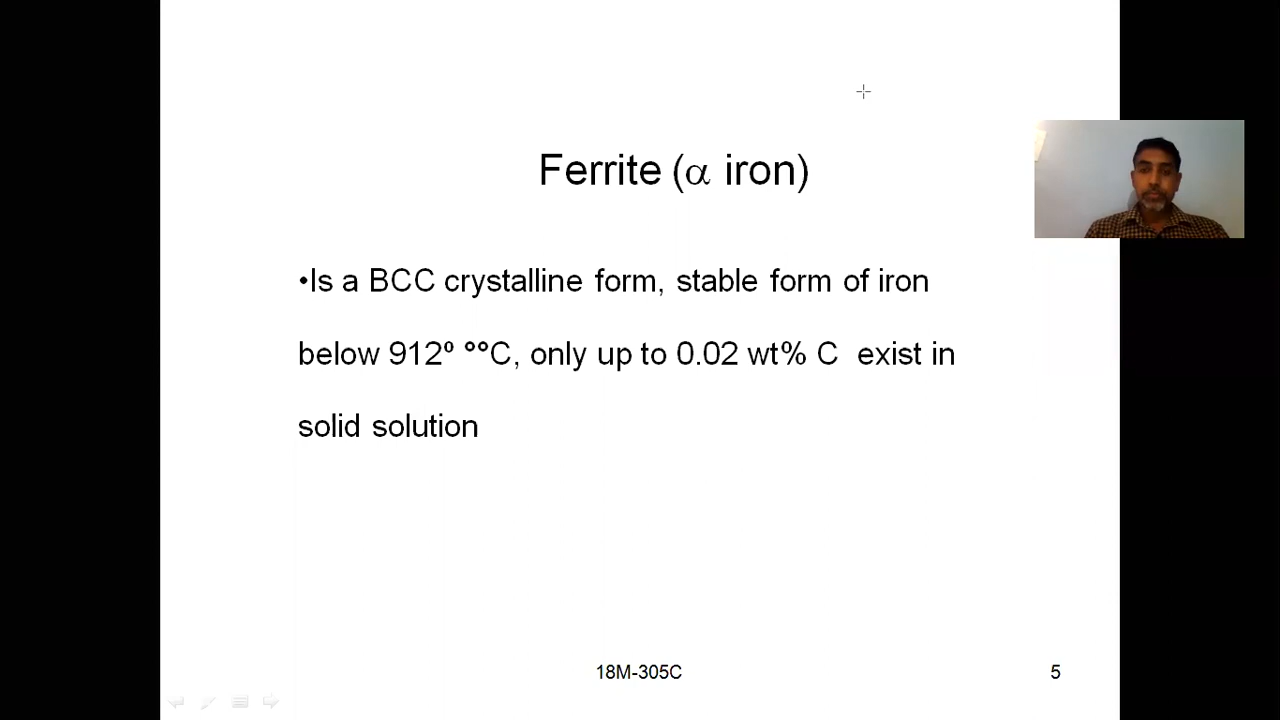 Ferrite (α iron)
•Is a BCC crystalline form, stable form of iron
below 912º °°C, only up to 0.02 wt% C exist in
solid solution
18M-305C
5